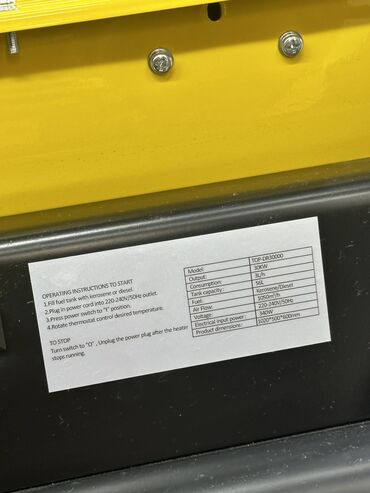 OPERATING INSTRUCTIONS TO START
1.Fill fuel tank with kerosene or diesel.
2.Plug in power cord into 220-240V/50Hz outlet.
3.Press power switch to "I" position.
4.Rotate thermostat control desired temperature.
TO STOP
Turn switch to "O" , Unplug the power plug after the heater
stops running.
Model: TOP-DR30000
Output: 30KW
Consumption: 3L/h
Tank capacity: 56L
Fuel: Kerosene/Diesel
Air Flow: 1050m³/h
Voltage: 220-240V/50Hz
Electrical input power: 340W
Product dimensions: 1020*500*600mm